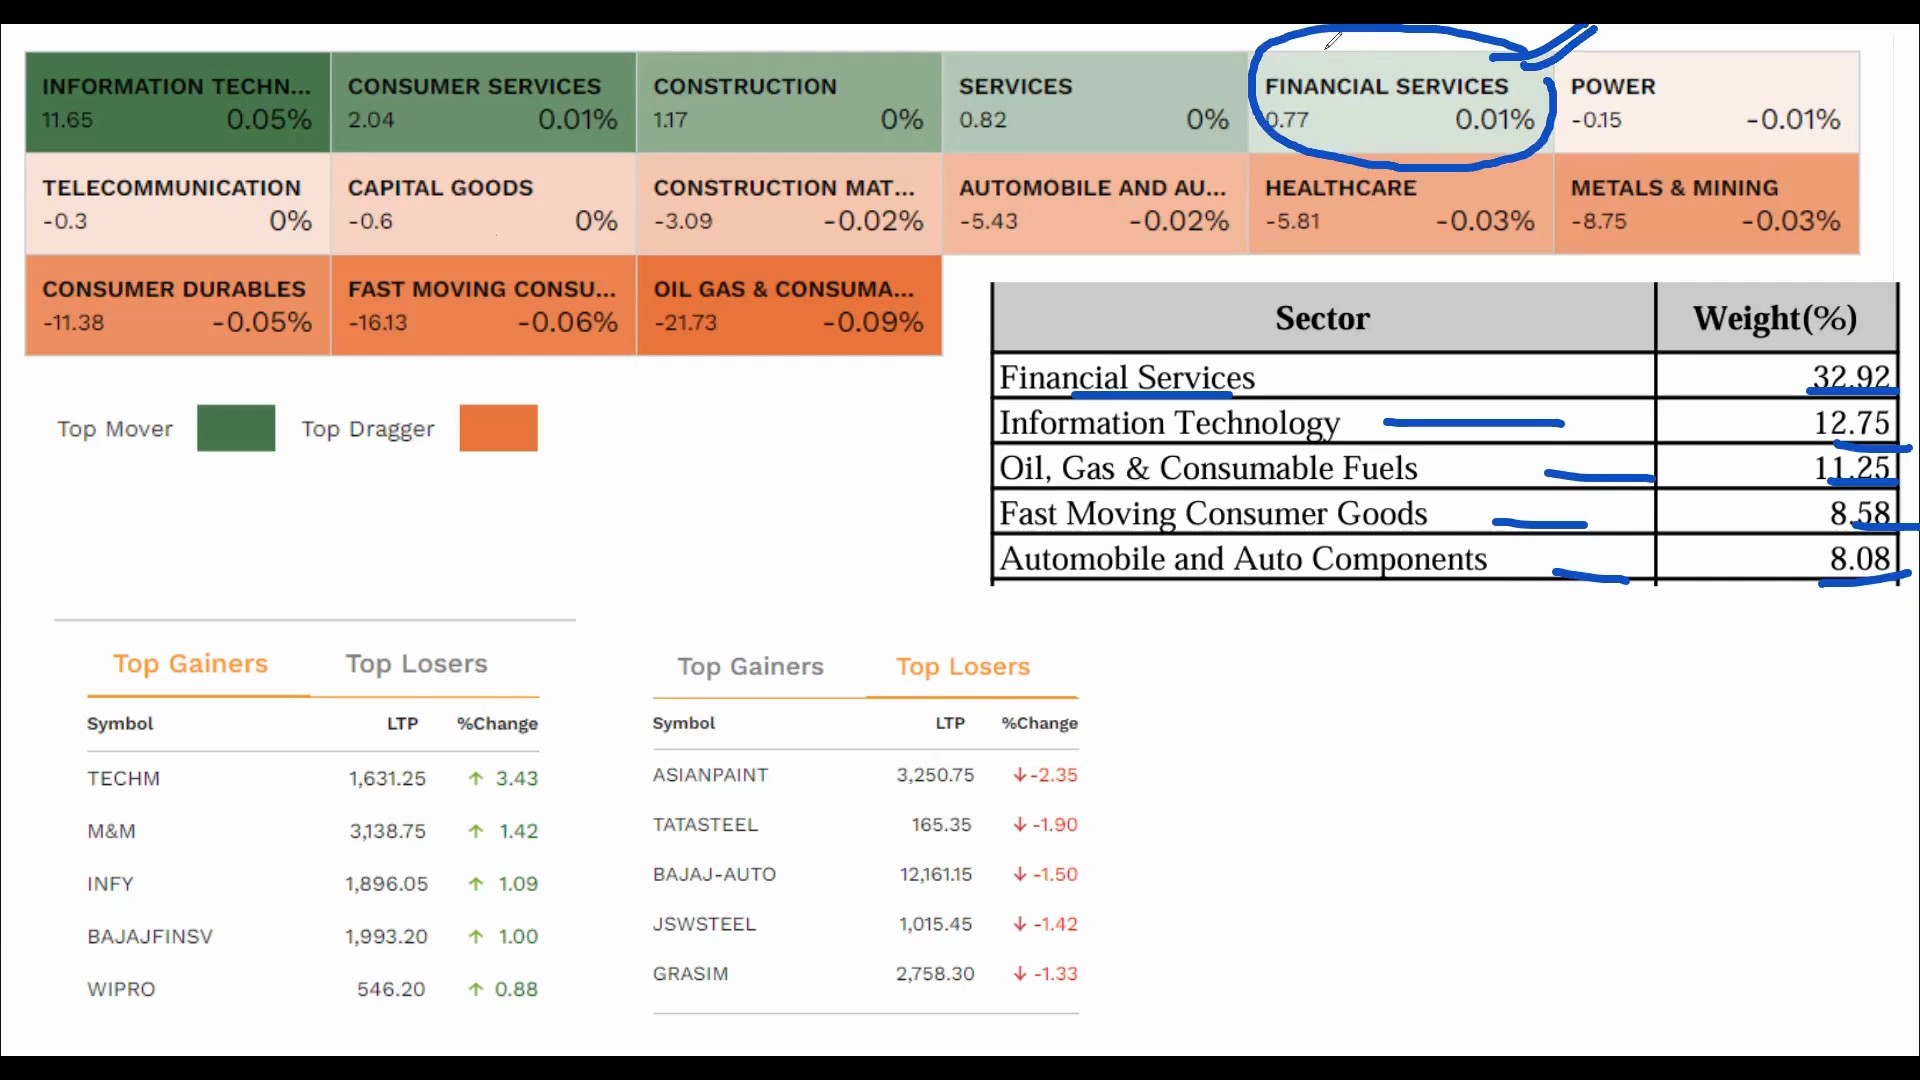 INFORMATION TECHN... CONSUMER SERVICES CONSTRUCTION SERVICES FINANCIAL SERVICES POWER
11.65 0.05% 2.04 0.01% 1.17 0% 0.82 0% 0.77 0.01% -0.15 -0.01%
TELECOMMUNICATION CAPITAL GOODS CONSTRUCTION MAT... AUTOMOBILE AND AU... HEALTHCARE METALS & MINING
-0.3 0% -0.6 0% -3.09 -0.02% -5.43 -0.02% -5.81 -0.03% -8.75 -0.03%
CONSUMER DURABLES FAST MOVING CONSU... OIL GAS & CONSUMA...
-11.38 -0.05% -16.13 -0.06% -21.73 -0.09%
Top Mover Top Dragger
Sector Weight(%)
Financial Services 32.92
Information Technology 12.75
Oil, Gas & Consumable Fuels 11.25
Fast Moving Consumer Goods 8.58
Automobile and Auto Components 8.08
Top Gainers Top Losers
Symbol LTP %Change
TECHM 1,631.25 ↑ 3.43
M&M 3,138.75 ↑ 1.42
INFY 1,896.05 ↑ 1.09
BAJAJFINSV 1,993.20 ↑ 1.00
WIPRO 546.20 ↑ 0.88
Top Gainers Top Losers
Symbol LTP %Change
ASIANPAINT 3,250.75 ↓ -2.35
TATASTEEL 165.35 ↓ -1.90
BAJAJ-AUTO 12,161.15 ↓ -1.50
JSWSTEEL 1,015.45 ↓ -1.42
GRASIM 2,758.30 ↓ -1.33